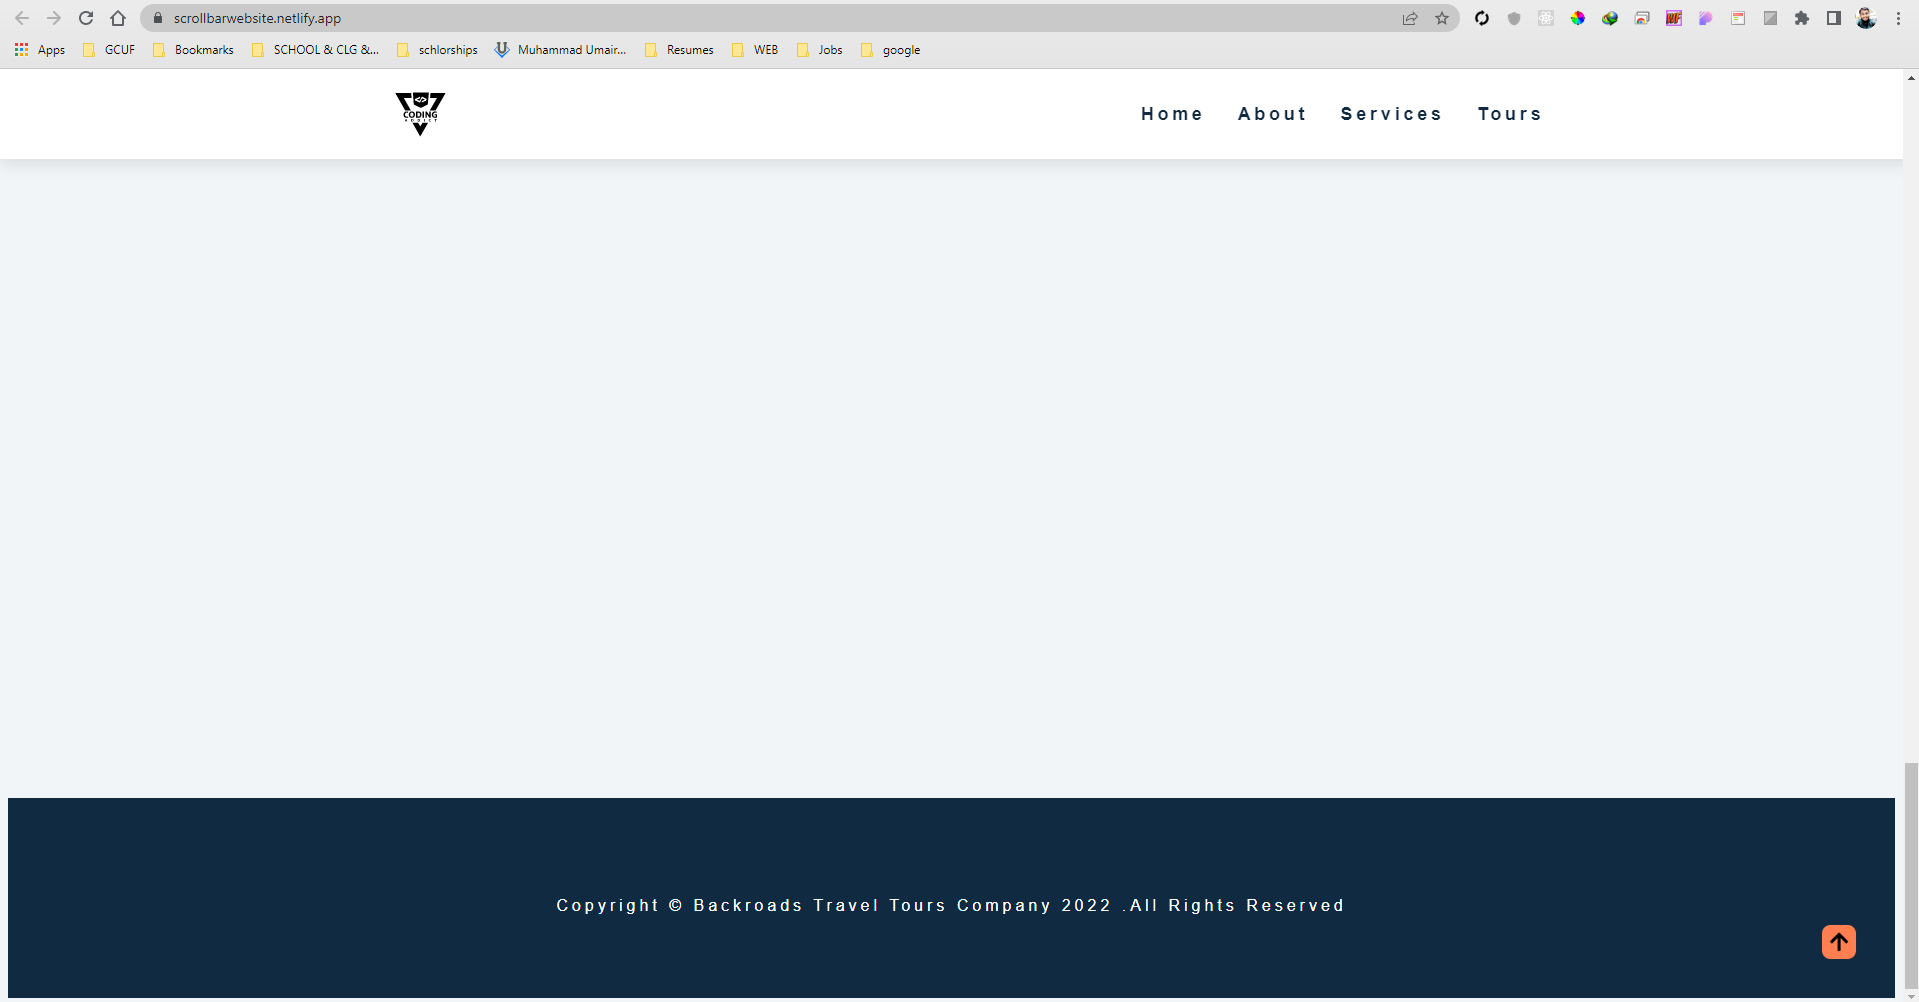 scrollbarwebsite.netlify.app
Apps GCUF Bookmarks SCHOOL & CLG &... schlorships Muhammad Umair... Resumes WEB Jobs google
CODING
ADDICT
Home About Services Tours
Copyright © Backroads Travel Tours Company 2022 .All Rights Reserved